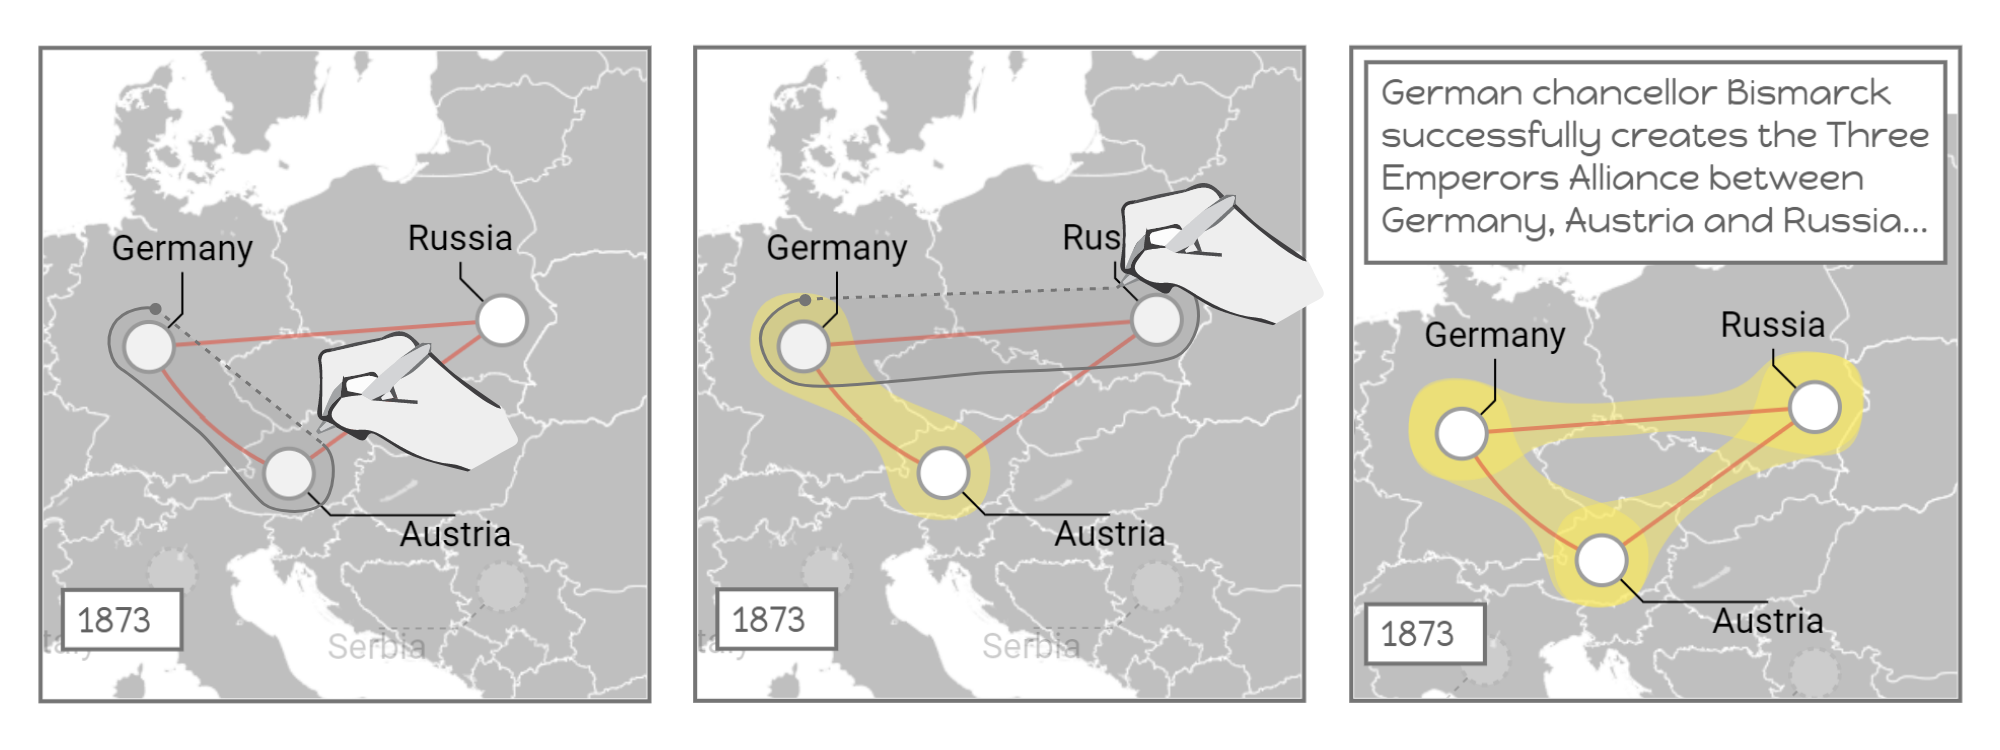 Germany
Russia
Austria
1873
Serbia
Germany
Rus
Austria
1873
Serbia
German chancellor Bismarck
successfully creates the Three
Emperors Alliance between
Germany, Austria and Russia...
Germany
Russia
Austria
1873